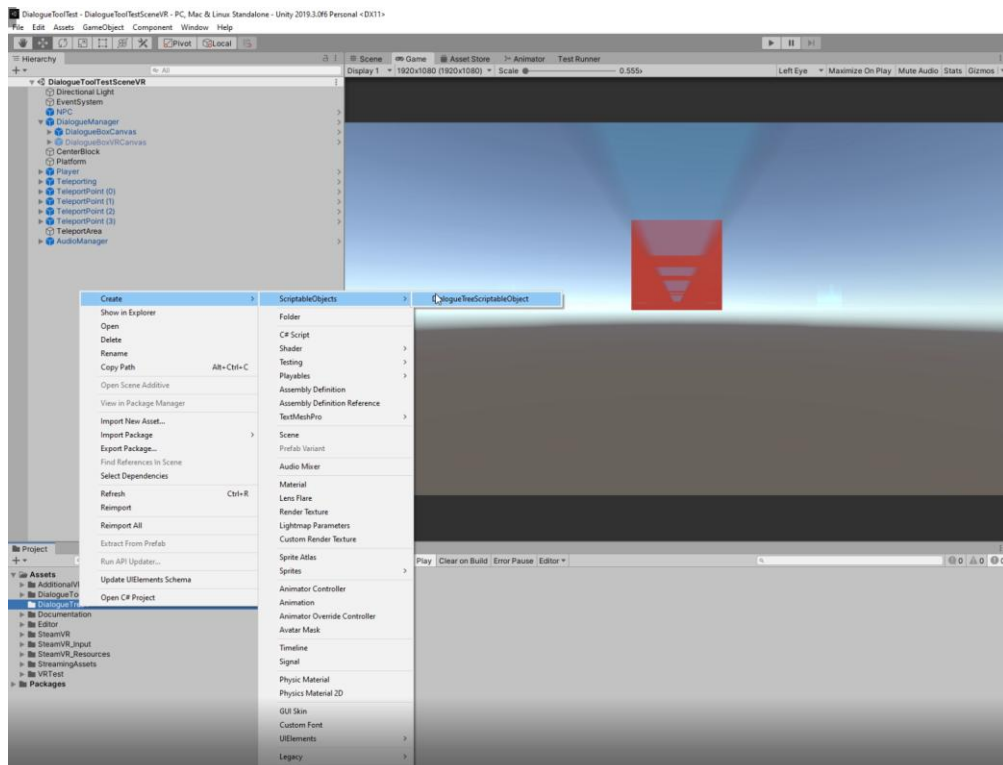 DialogueToolTest - DialogueToolTestSceneVR - PC, Mac & Linux Standalone - Unity 2019.3.0f6 Personal <DX11>
File Edit Assets GameObject Component Window Help
Pivot Local
Hierarchy
All
DialogueToolTestSceneVR
Directional Light
EventSystem
NPC
DialogueManager
DialogueBoxCanvas
DialogueBoxVRCanvas
CenterBlock
Platform
Player
Teleporting
TeleportPoint (0)
TeleportPoint (1)
TeleportPoint (2)
TeleportPoint (3)
TeleportArea
AudioManager
Scene Game Asset Store Animator Test Runner
Display 1 1920x1080 (1920x1080) Scale 0.555x Left Eye Maximize On Play Mute Audio Stats Gizmos
Create
Show in Explorer
Open
Delete
Rename
Copy Path Alt+Ctrl+C
Open Scene Additive
View in Package Manager
Import New Asset...
Import Package
Export Package...
Find References In Scene
Select Dependencies
Refresh Ctrl+R
Reimport
Reimport All
Extract From Prefab
Run API Updater...
Update UIElements Schema
Open C# Project
ScriptableObjects
Folder
C# Script
Shader
Testing
Playables
Assembly Definition
Assembly Definition Reference
TextMeshPro
Scene
Prefab Variant
Audio Mixer
Material
Lens Flare
Render Texture
Lightmap Parameters
Custom Render Texture
Sprite Atlas
Sprites
Animator Controller
Animation
Animator Override Controller
Avatar Mask
Timeline
Signal
Physic Material
Physics Material 2D
GUI Skin
Custom Font
UIElements
Legacy
DialogueTreeScriptableObject
Project
Assets
AdditionalVI
DialogueTo
DialogueTre
Documentation
Editor
SteamVR
SteamVR_Input
SteamVR_Resources
StreamingAssets
VRTest
Packages
Play Clear on Build Error Pause Editor
0 0 0